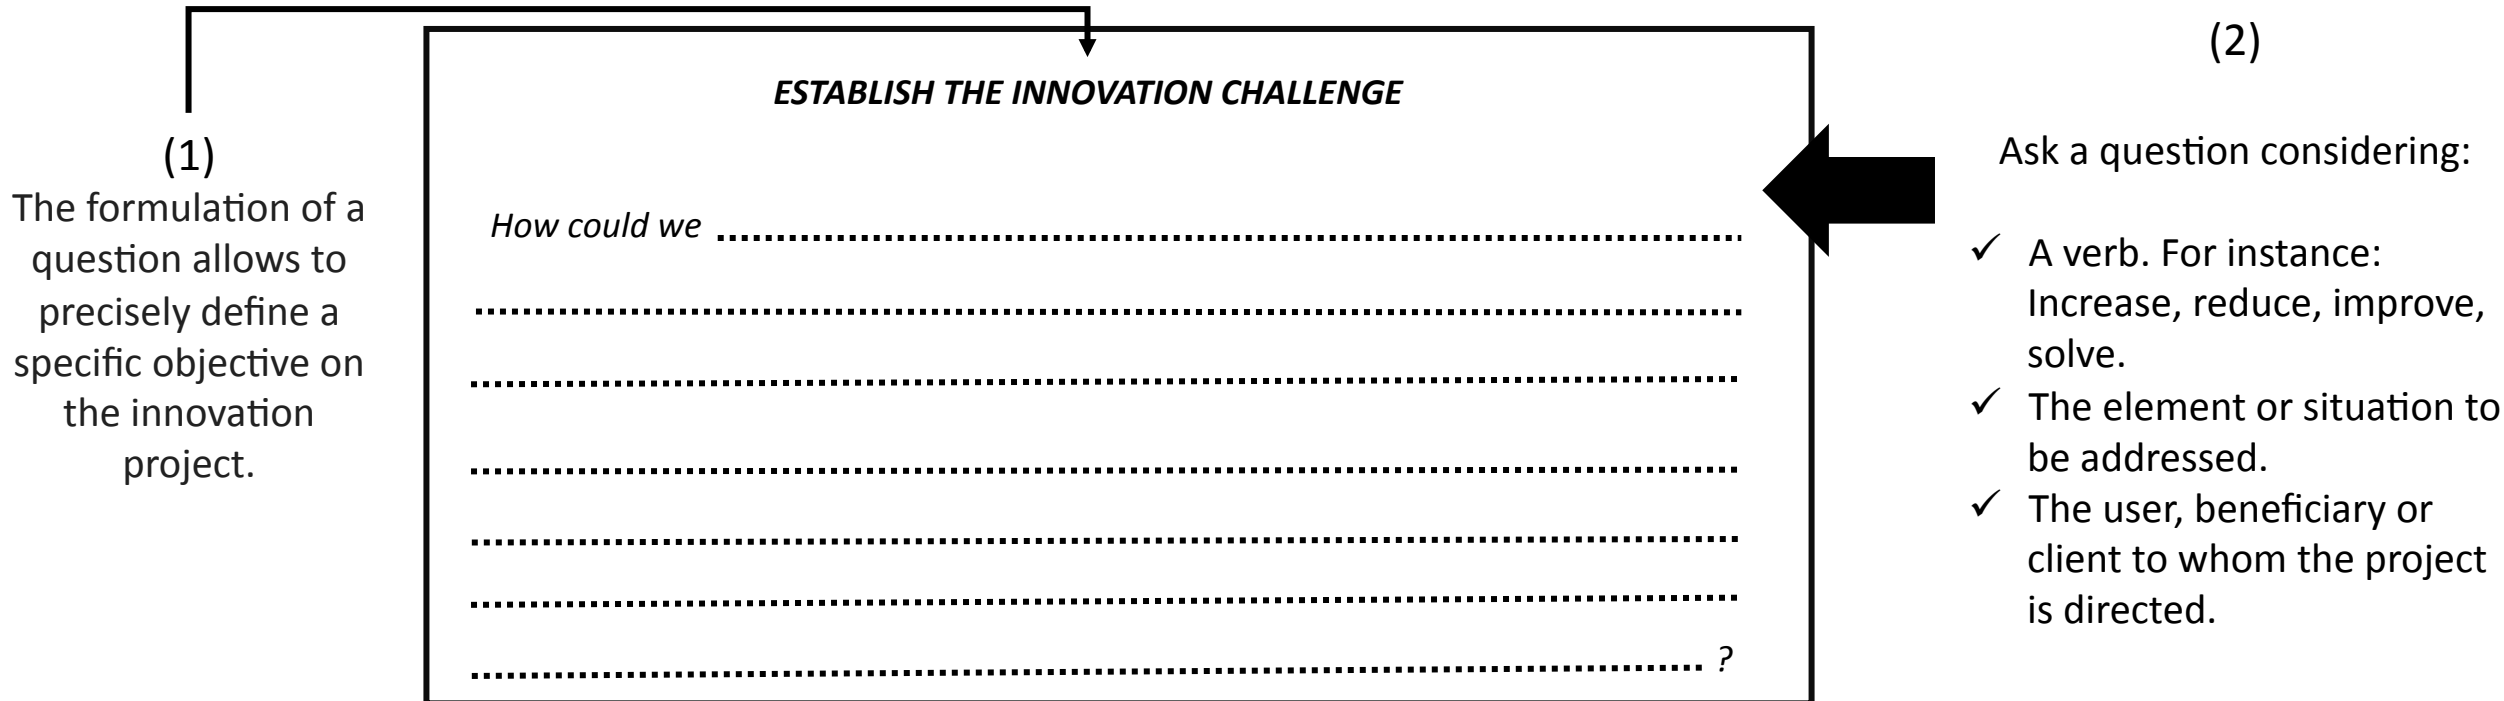 (1)
The formulation of a
question allows to
precisely define a
specific objective on
the innovation
project.
ESTABLISH THE INNOVATION CHALLENGE
How could we
?
(2)
Ask a question considering:
✓ A verb. For instance:
Increase, reduce, improve,
solve.
✓ The element or situation to
be addressed.
✓ The user, beneficiary or
client to whom the project
is directed.